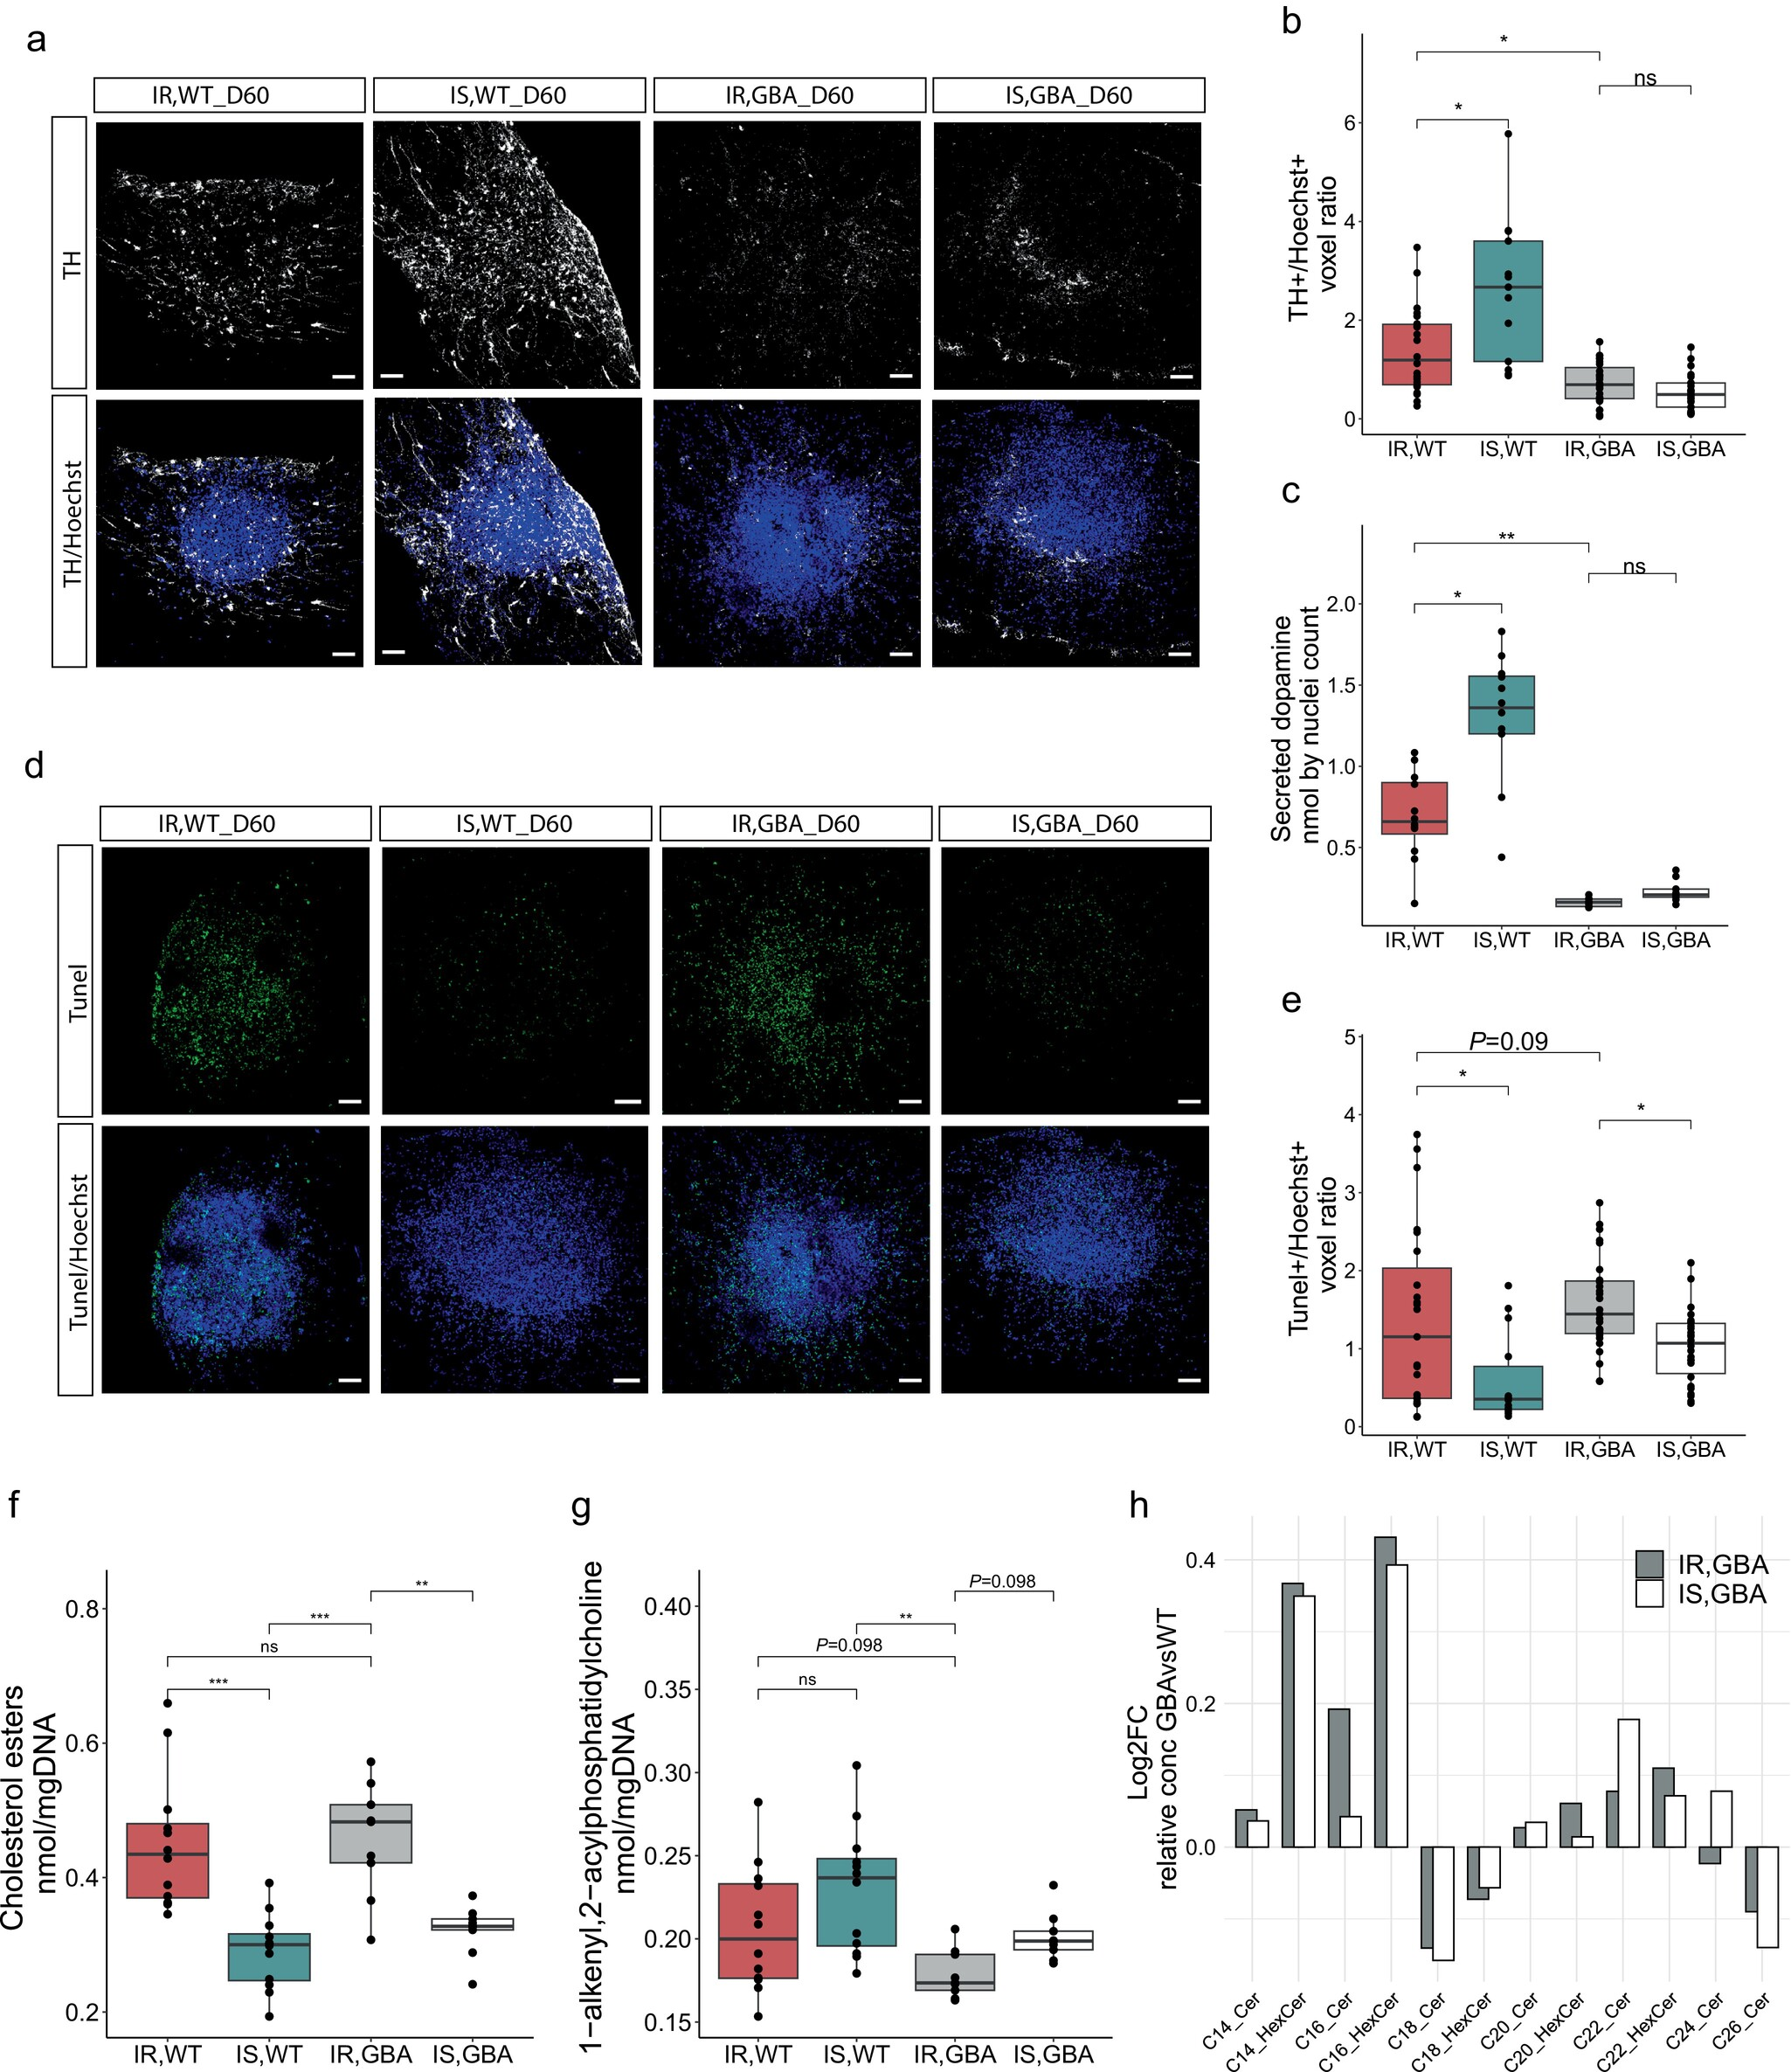 a
IR,WT_D60
IS,WT_D60
IR,GBA_D60
IS,GBA_D60
TH
TH/Hoechst
b
TH+/Hoechst+
voxel ratio
*
ns
*
6
4
2
0
IR,WT
IS,WT
IR,GBA
IS,GBA
c
Secreted dopamine
nmol by nuclei count
**
ns
*
2.0
1.5
1.0
0.5
IR,WT
IS,WT
IR,GBA
IS,GBA
d
IR,WT_D60
IS,WT_D60
IR,GBA_D60
IS,GBA_D60
Tunel
Tunel/Hoechst
e
Tunel+/Hoechst+
voxel ratio
P=0.09
*
*
5
4
3
2
1
0
IR,WT
IS,WT
IR,GBA
IS,GBA
f
Cholesterol esters
nmol/mgDNA
**
***
ns
***
0.8
0.6
0.4
0.2
IR,WT
IS,WT
IR,GBA
IS,GBA
g
1−alkenyl,2−acylphosphatidylcholine
nmol/mgDNA
P=0.098
**
P=0.098
ns
0.40
0.35
0.30
0.25
0.20
0.15
IR,WT
IS,WT
IR,GBA
IS,GBA
h
Log2FC
relative conc GBAvsWT
0.4
0.2
0.0
IR,GBA
IS,GBA
C14_Cer
C14_HexCer
C16_Cer
C16_HexCer
C18_Cer
C18_HexCer
C20_Cer
C20_HexCer
C22_Cer
C22_HexCer
C24_Cer
C26_Cer